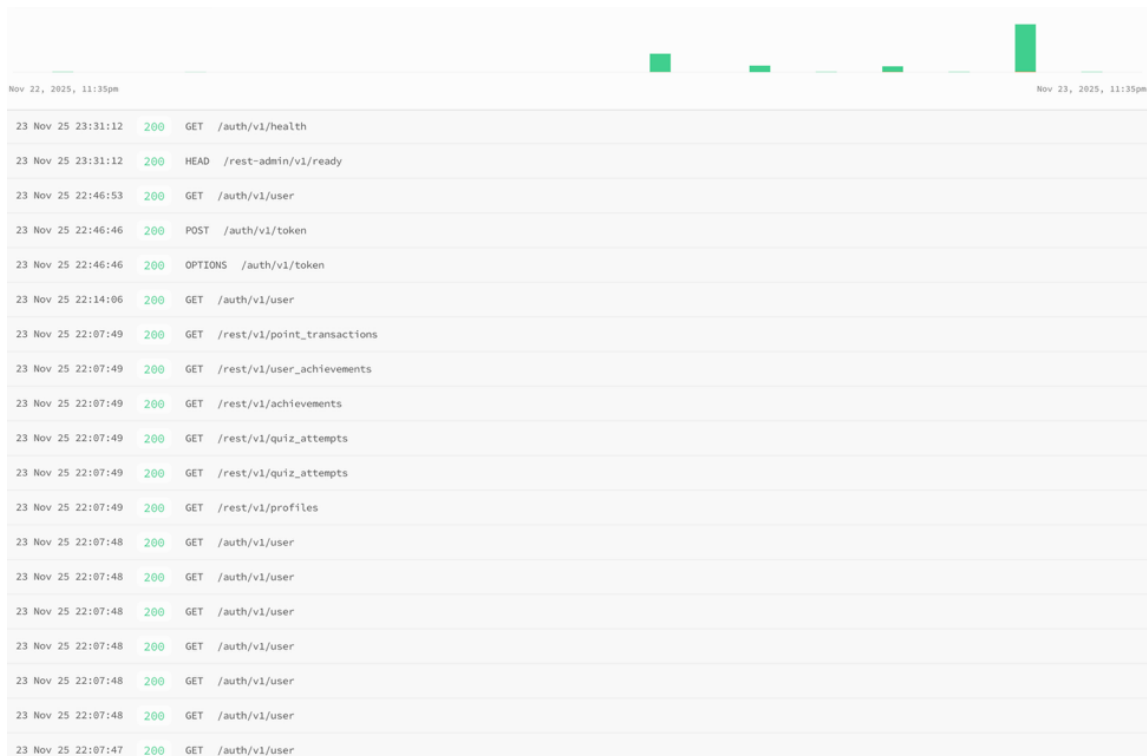 Nov 22, 2025, 11:35pm Nov 23, 2025, 11:35pm
23 Nov 25 23:31:12 200 GET /auth/v1/health
23 Nov 25 23:31:12 200 HEAD /rest-admin/v1/ready
23 Nov 25 22:46:53 200 GET /auth/v1/user
23 Nov 25 22:46:46 200 POST /auth/v1/token
23 Nov 25 22:46:46 200 OPTIONS /auth/v1/token
23 Nov 25 22:14:06 200 GET /auth/v1/user
23 Nov 25 22:07:49 200 GET /rest/v1/point_transactions
23 Nov 25 22:07:49 200 GET /rest/v1/user_achievements
23 Nov 25 22:07:49 200 GET /rest/v1/achievements
23 Nov 25 22:07:49 200 GET /rest/v1/quiz_attempts
23 Nov 25 22:07:49 200 GET /rest/v1/quiz_attempts
23 Nov 25 22:07:49 200 GET /rest/v1/profiles
23 Nov 25 22:07:48 200 GET /auth/v1/user
23 Nov 25 22:07:48 200 GET /auth/v1/user
23 Nov 25 22:07:48 200 GET /auth/v1/user
23 Nov 25 22:07:48 200 GET /auth/v1/user
23 Nov 25 22:07:48 200 GET /auth/v1/user
23 Nov 25 22:07:48 200 GET /auth/v1/user
23 Nov 25 22:07:47 200 GET /auth/v1/user